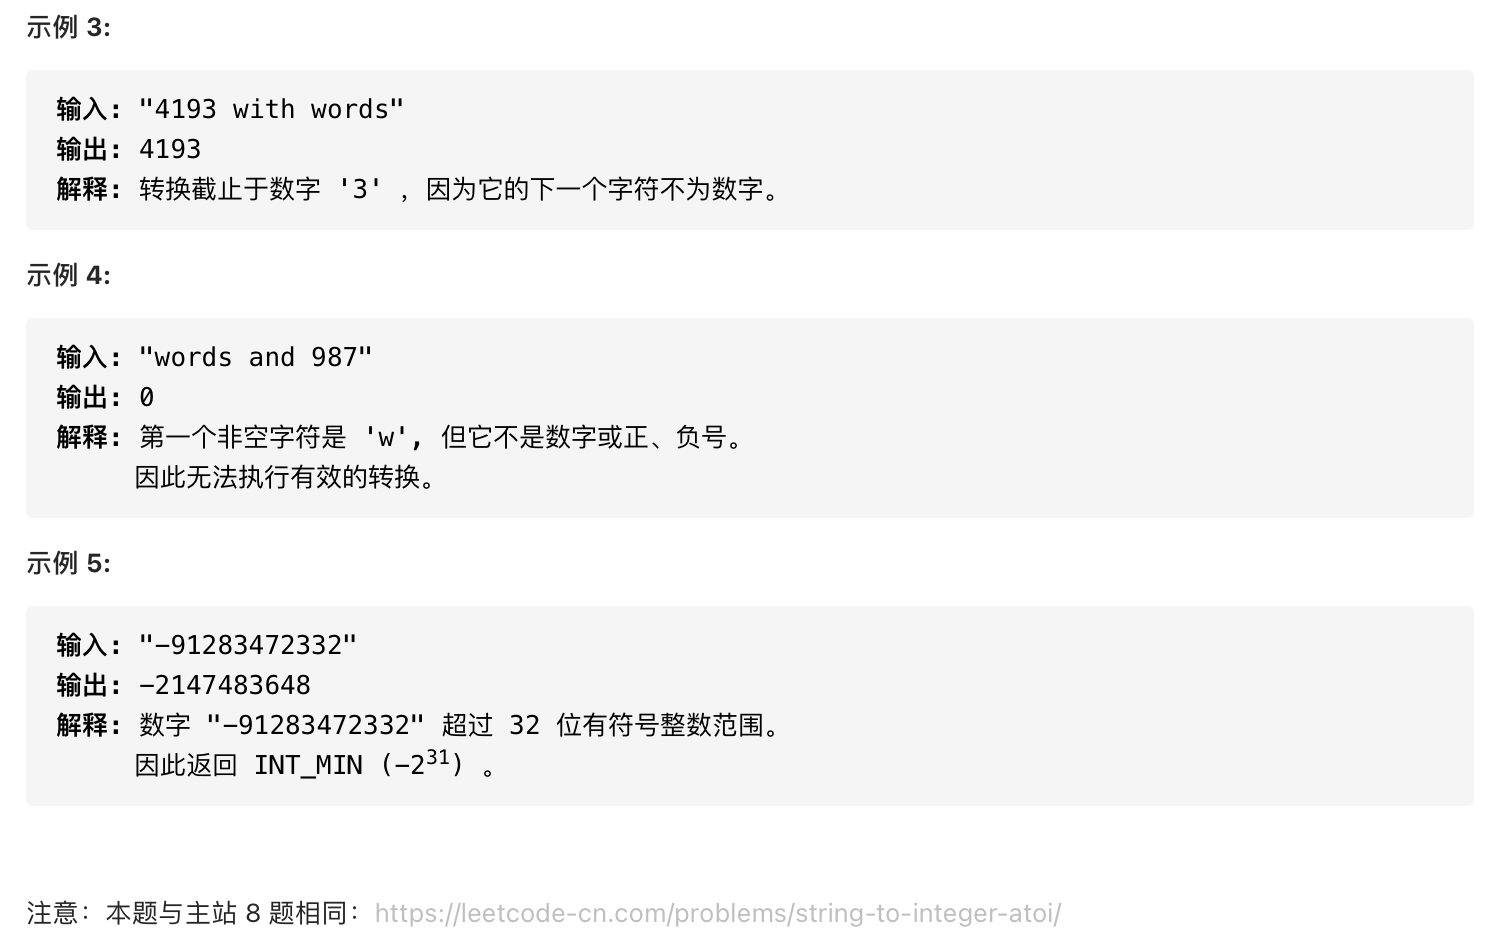 示例 3:
输入: "4193 with words"
输出: 4193
解释: 转换截止于数字 '3' ，因为它的下一个字符不为数字。
示例 4:
输入: "words and 987"
输出: 0
解释: 第一个非空字符是 'w', 但它不是数字或正、负号。
因此无法执行有效的转换。
示例 5:
输入: "-91283472332"
输出: -2147483648
解释: 数字 "-91283472332" 超过 32 位有符号整数范围。
因此返回 INT_MIN (−2³¹) 。
注意：本题与主站 8 题相同：https://leetcode-cn.com/problems/string-to-integer-atoi/